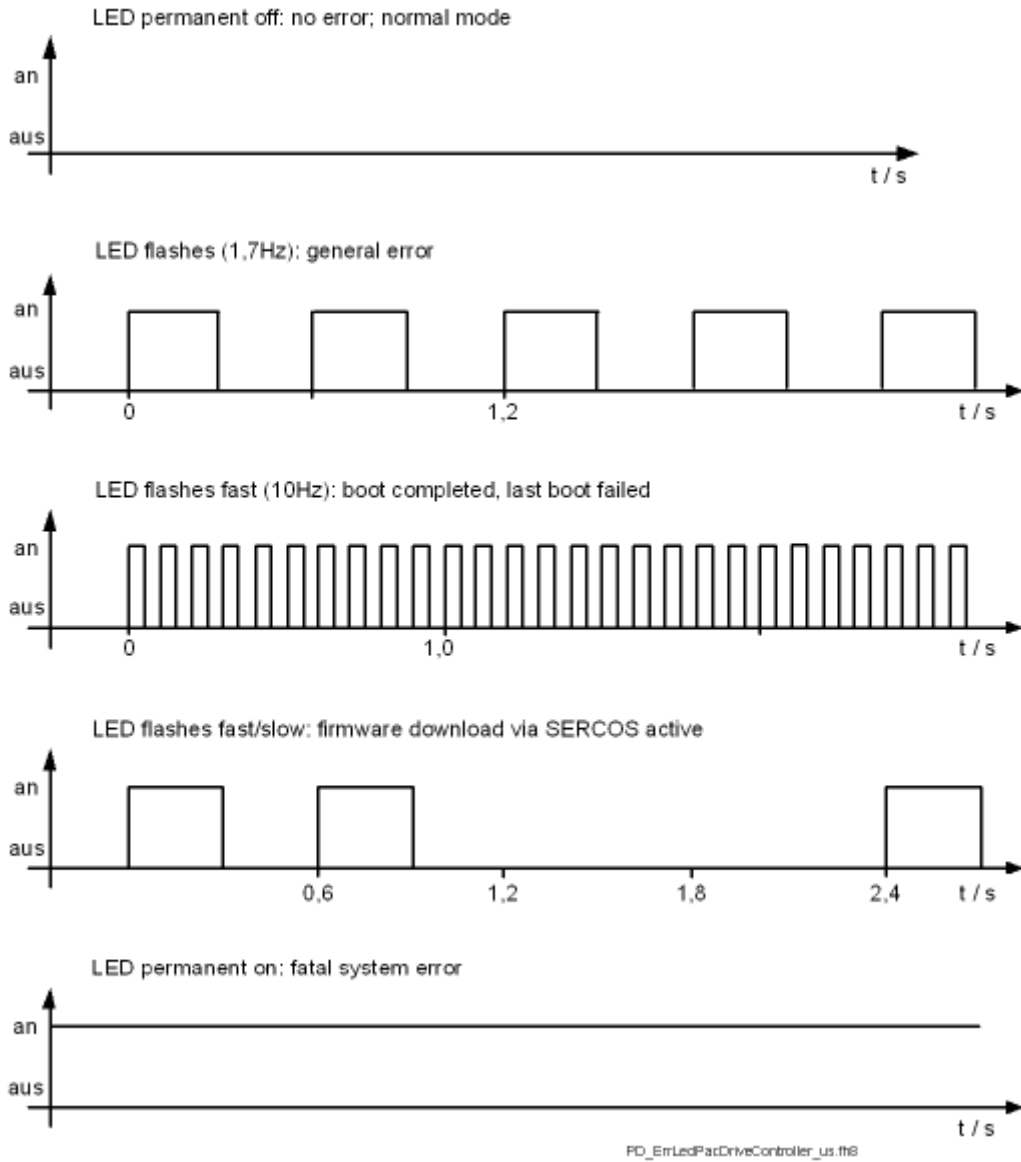 LED permanent off: no error; normal mode
an
aus
t / s
LED flashes (1,7Hz): general error
an
aus
0
1,2
t / s
LED flashes fast (10Hz): boot completed, last boot failed
an
aus
0
1,0
t / s
LED flashes fast/slow: firmware download via SERCOS active
an
aus
0,6
1,2
1,8
2,4
t / s
LED permanent on: fatal system error
an
aus
t / s
PD_ErrLedPacDriveController_us.fh8